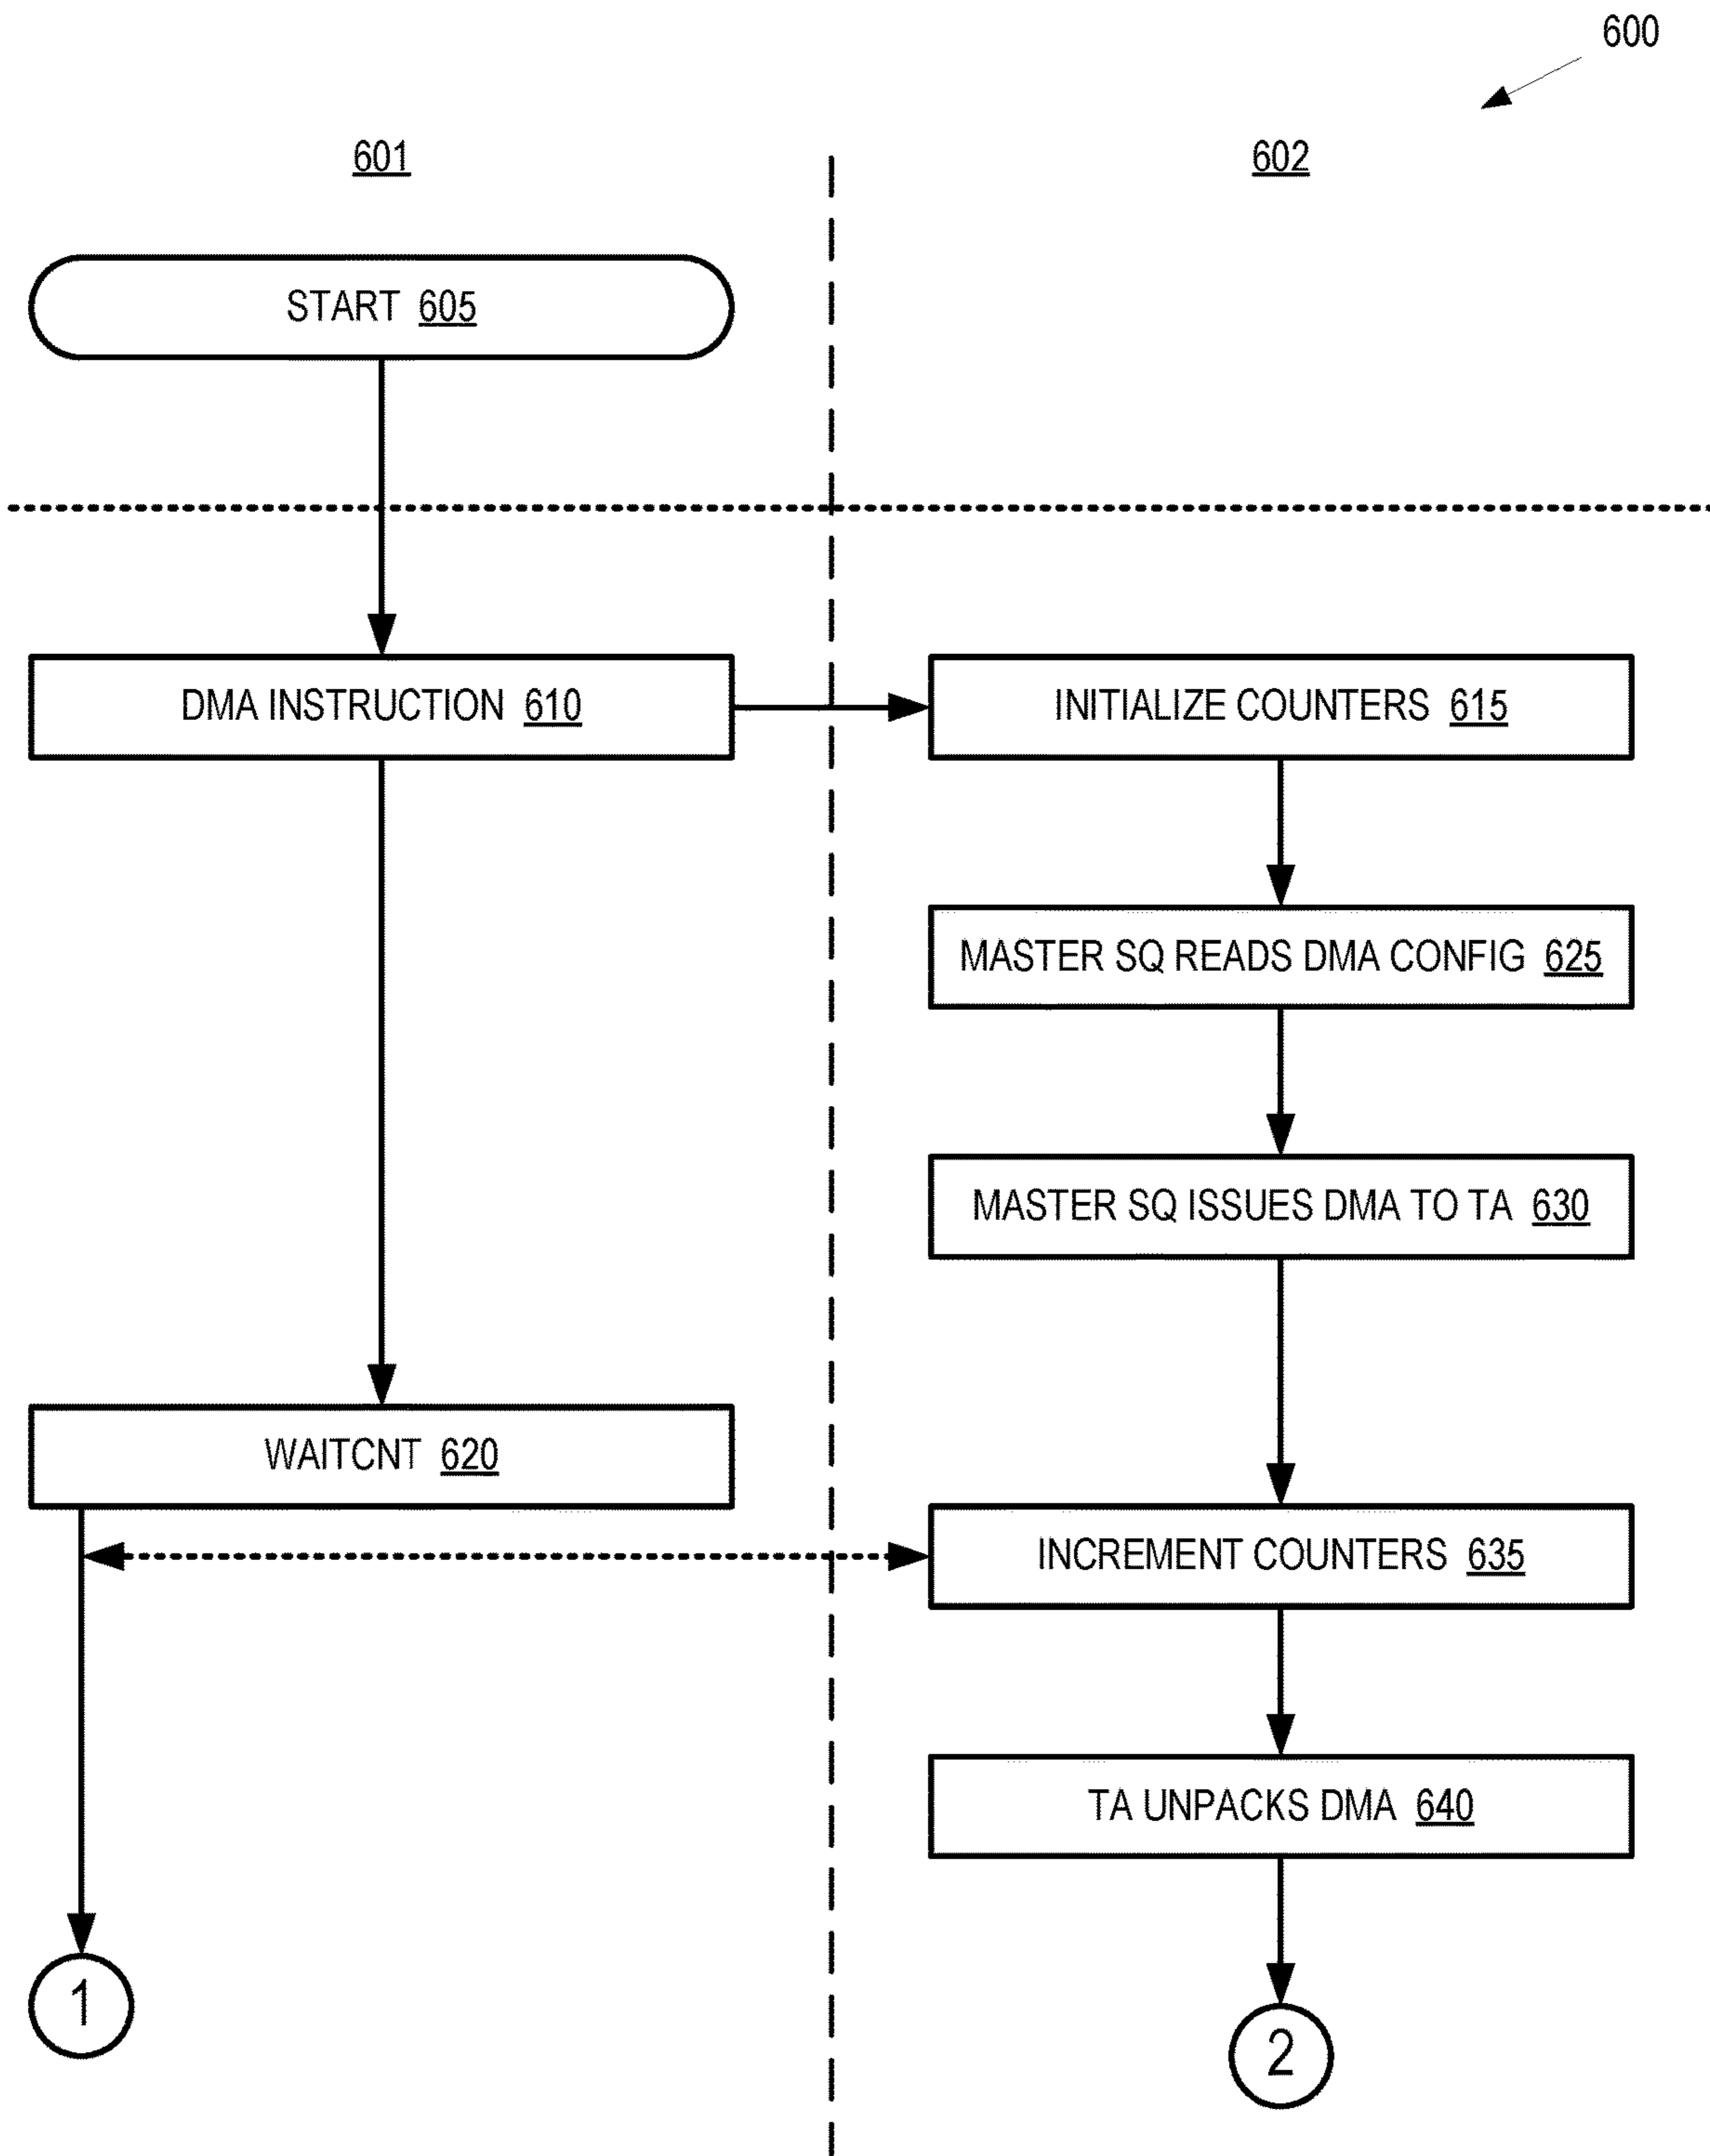 600
601
602
START 605
DMA INSTRUCTION 610
INITIALIZE COUNTERS 615
MASTER SQ READS DMA CONFIG 625
MASTER SQ ISSUES DMA TO TA 630
WAITCNT 620
INCREMENT COUNTERS 635
TA UNPACKS DMA 640
1
2